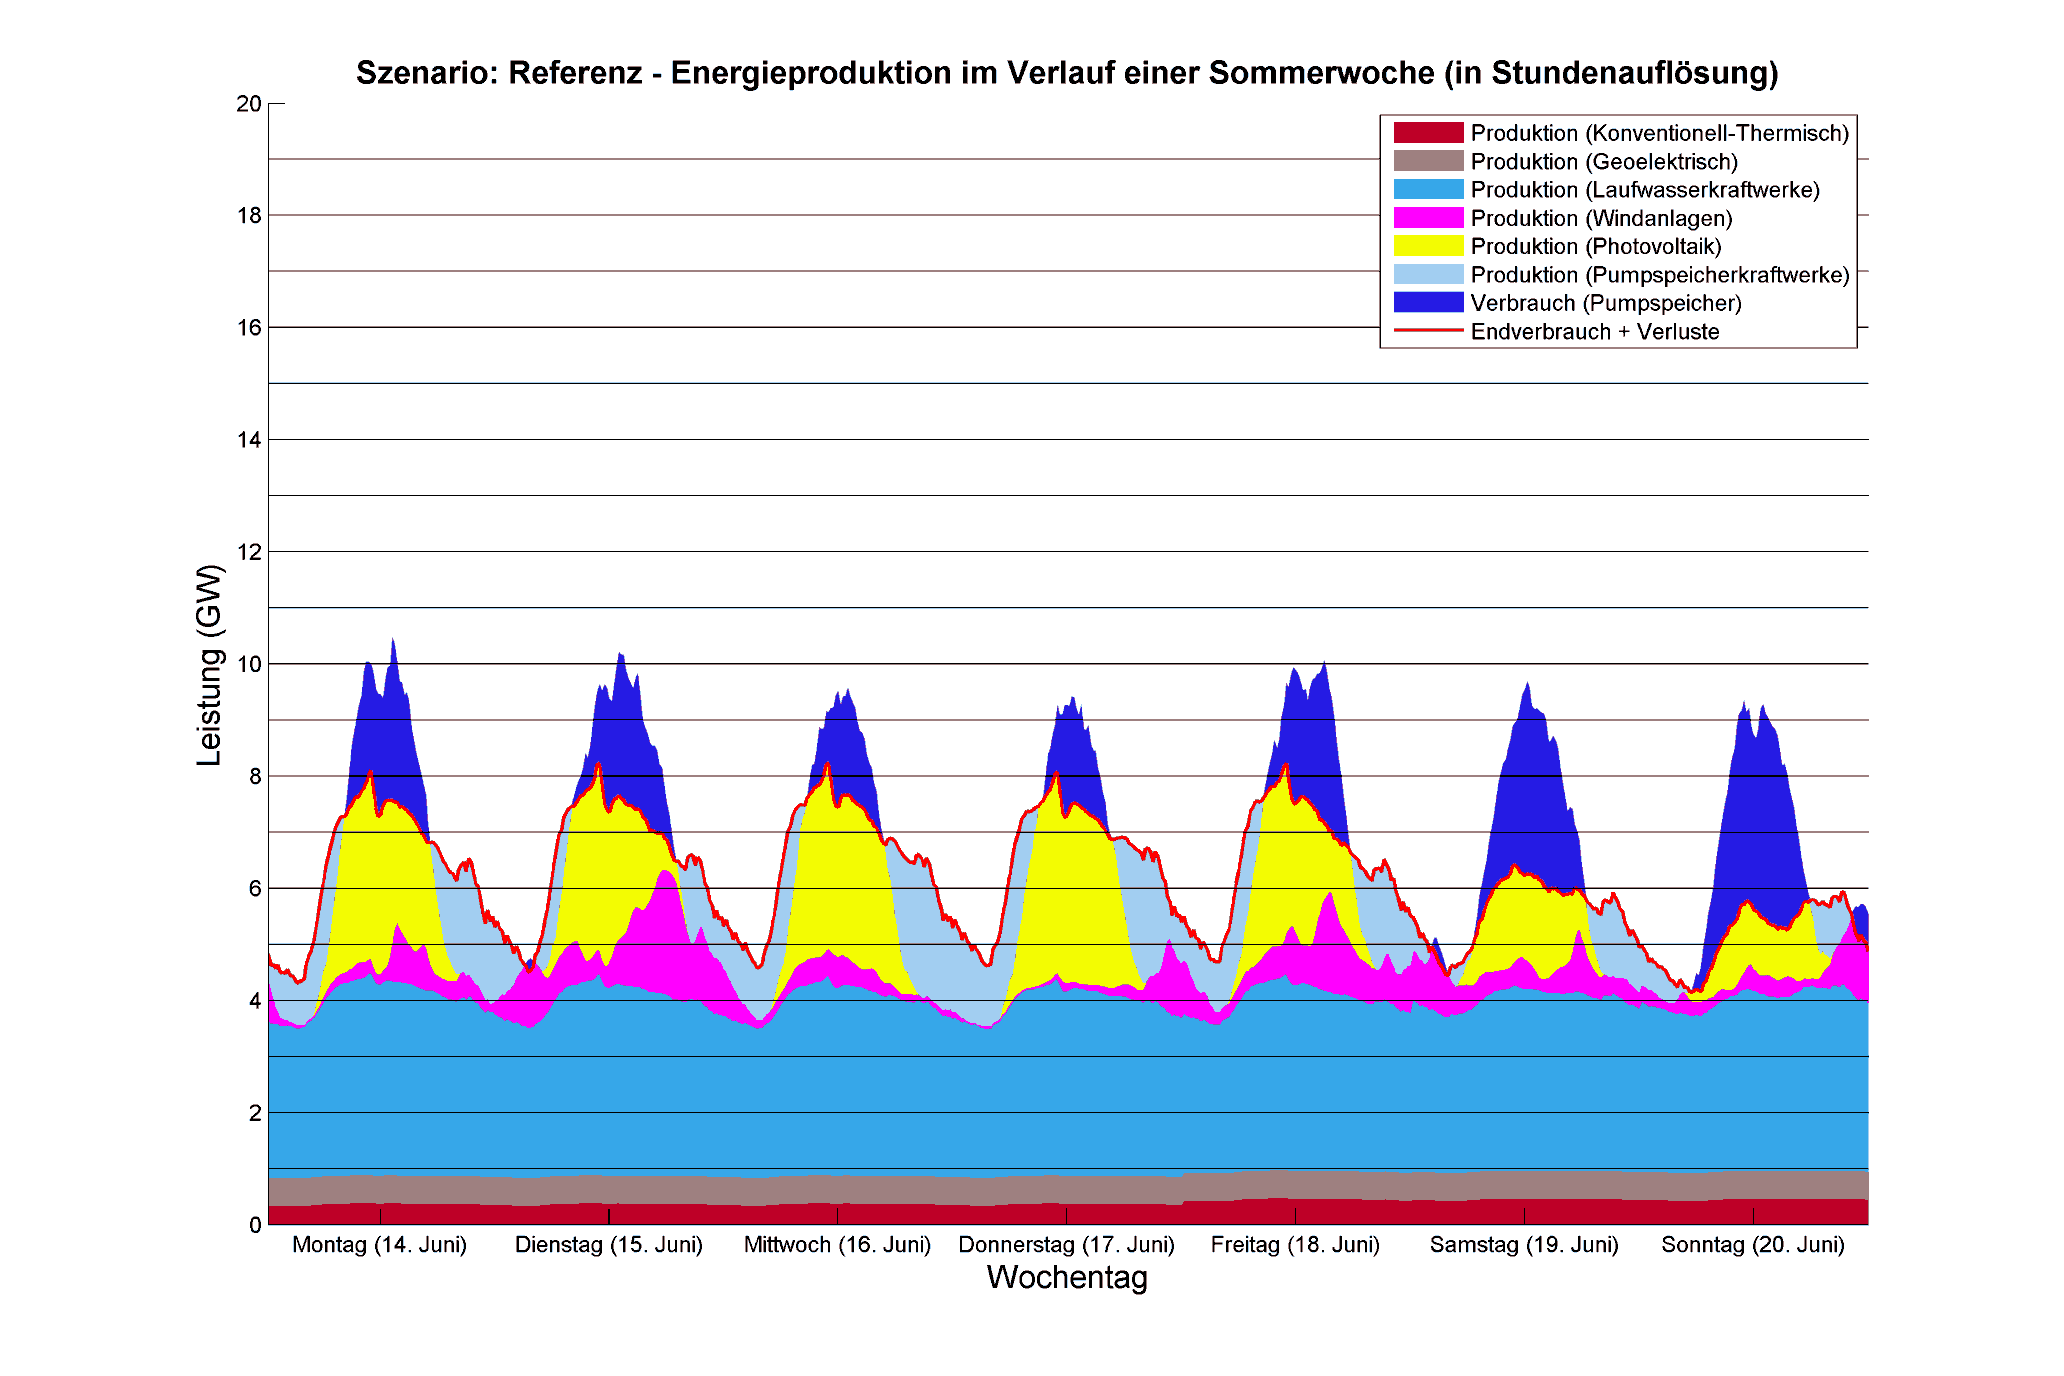 Szenario: Referenz - Energieproduktion im Verlauf einer Sommerwoche (in Stundenauflösung)
Produktion (Konventionell-Thermisch)
Produktion (Geoelektrisch)
Produktion (Laufwasserkraftwerke)
Produktion (Windanlagen)
Produktion (Photovoltaik)
Produktion (Pumpspeicherkraftwerke)
Verbrauch (Pumpspeicher)
Endverbrauch + Verluste
Leistung (GW)
20
18
16
14
12
10
8
6
4
2
0
Montag (14. Juni) Dienstag (15. Juni) Mittwoch (16. Juni) Donnerstag (17. Juni) Freitag (18. Juni) Samstag (19. Juni) Sonntag (20. Juni)
Wochentag